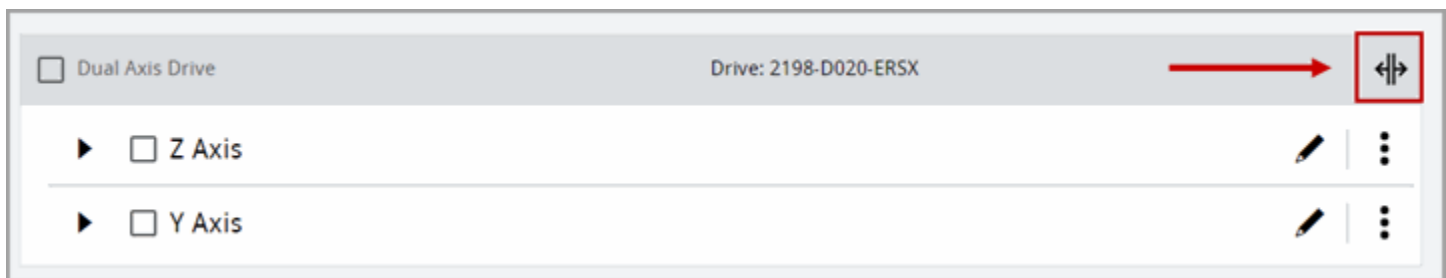 Dual Axis Drive Drive: 2198-D020-ERSX
Z Axis
Y Axis